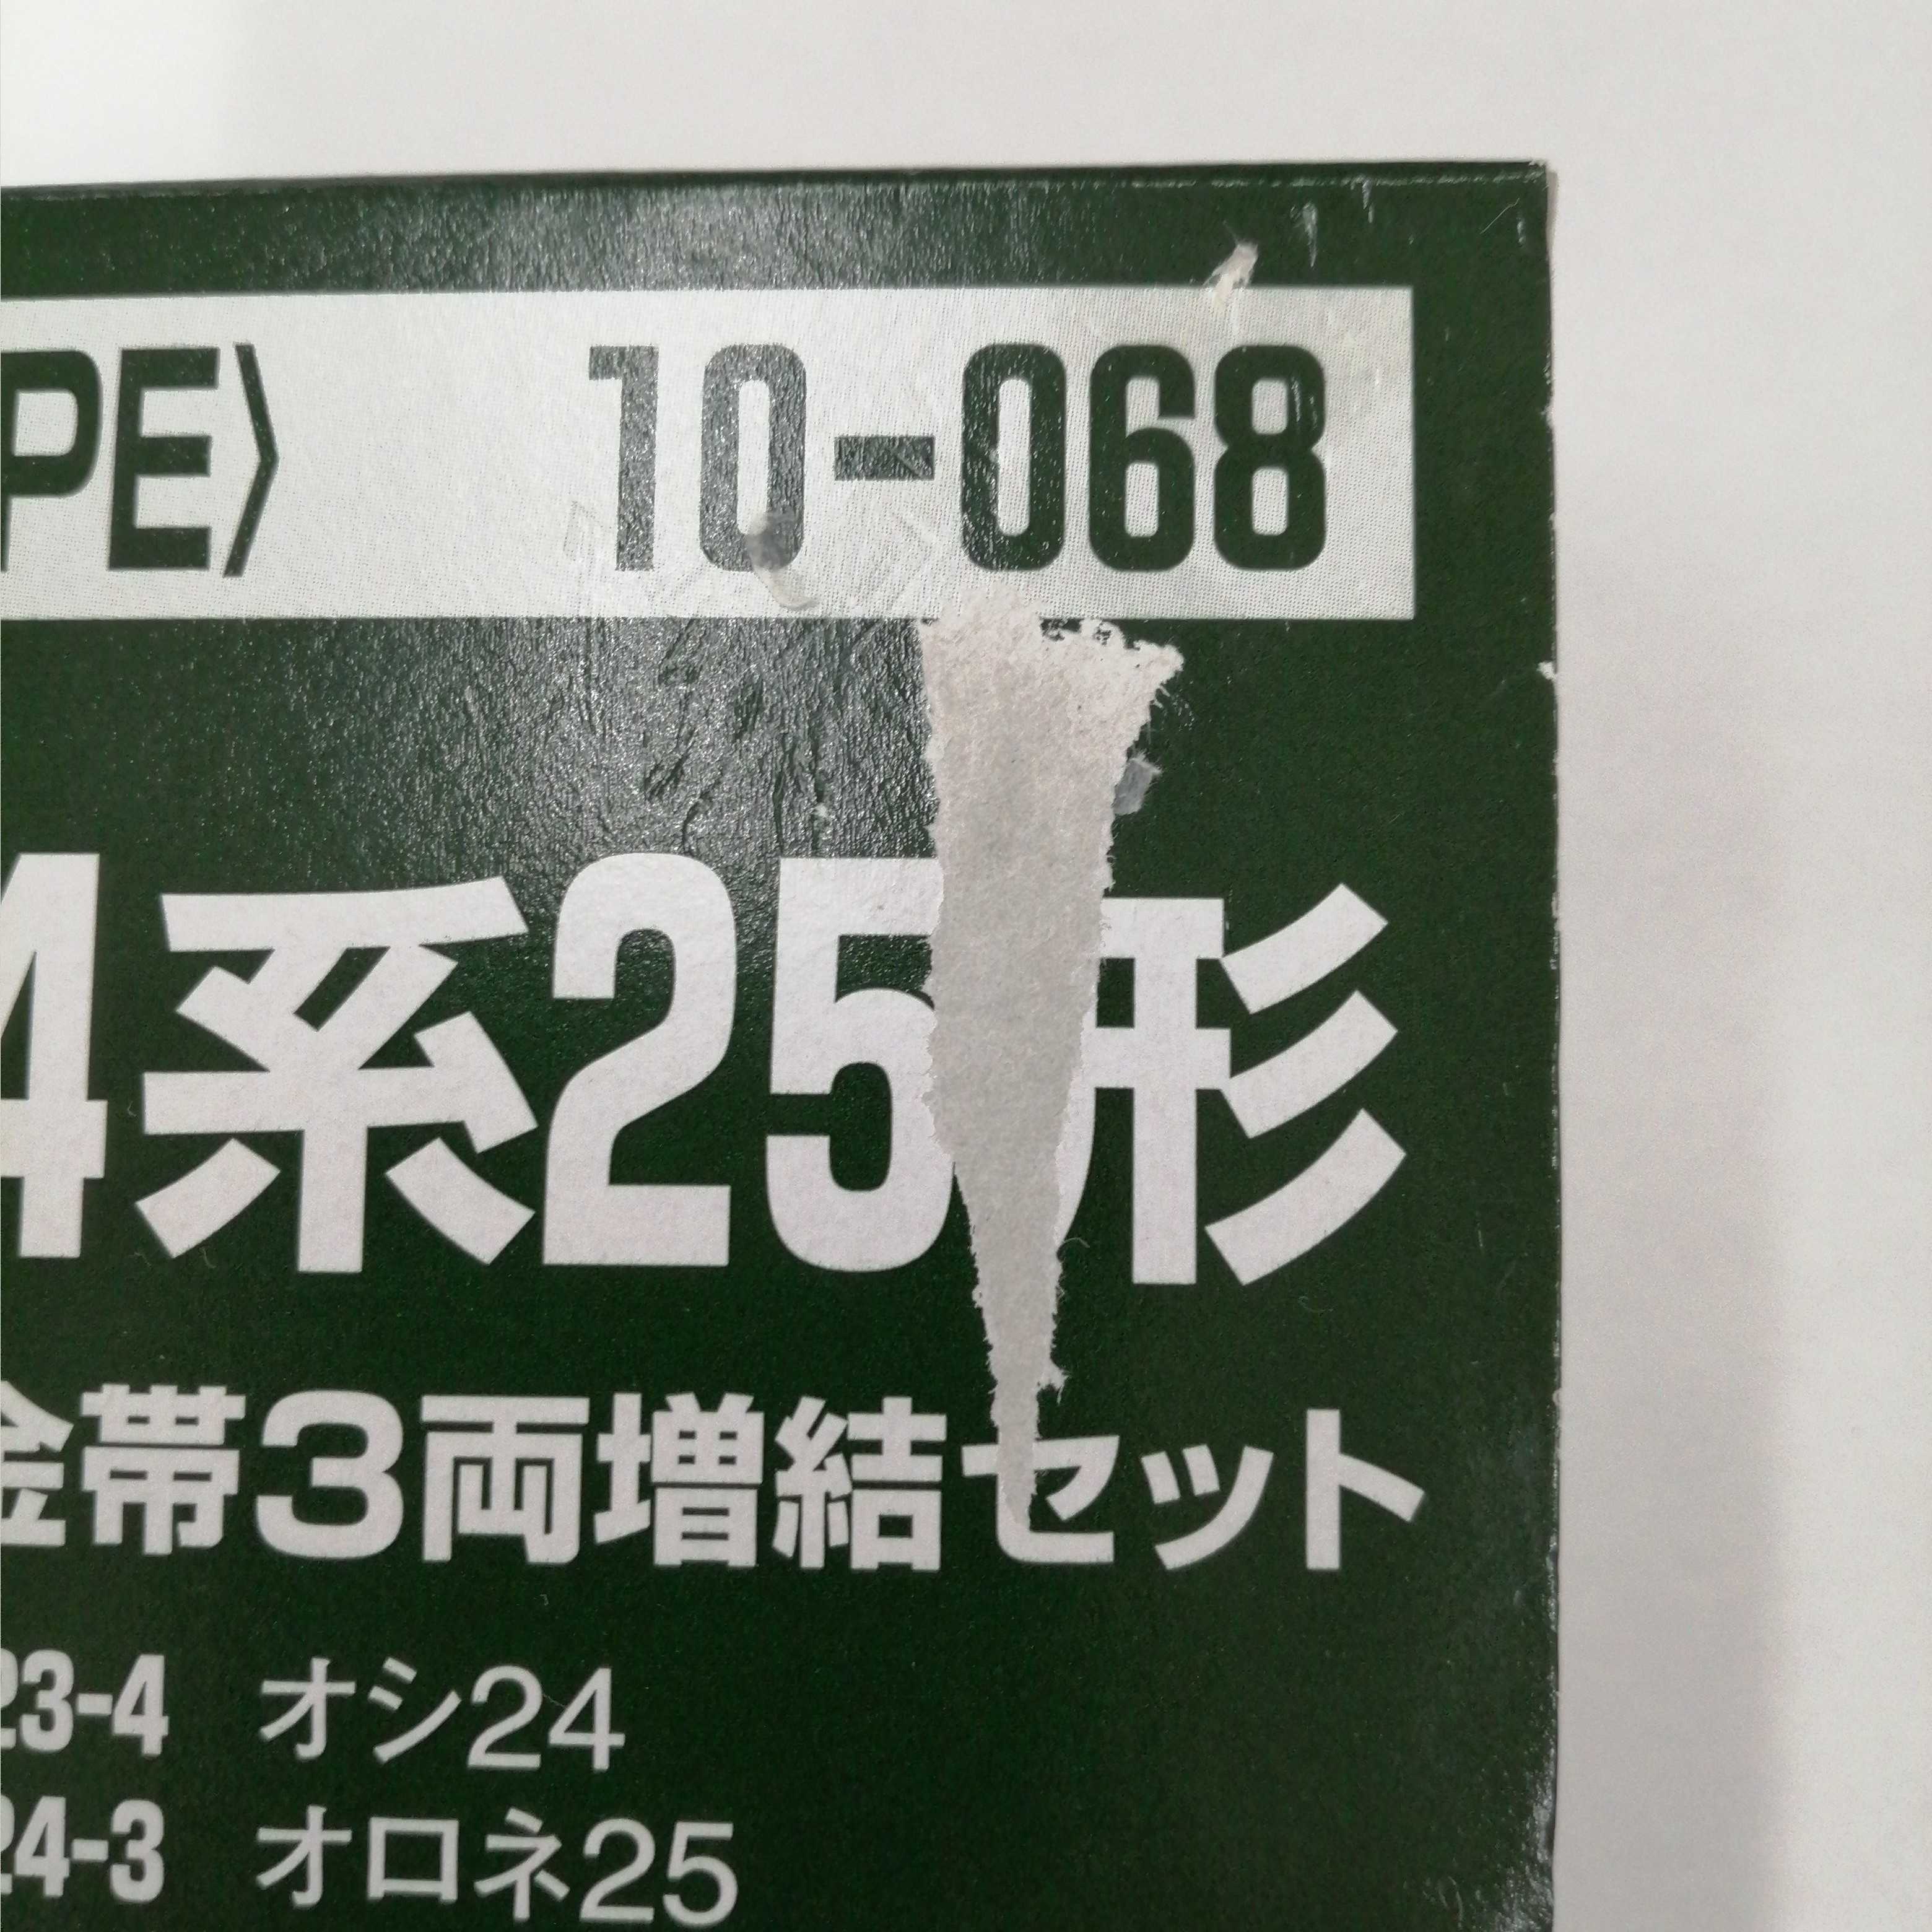 PE〉 10-068
4系25形
金帯3両増結セット
23-4 オシ24
24-3 オロネ25